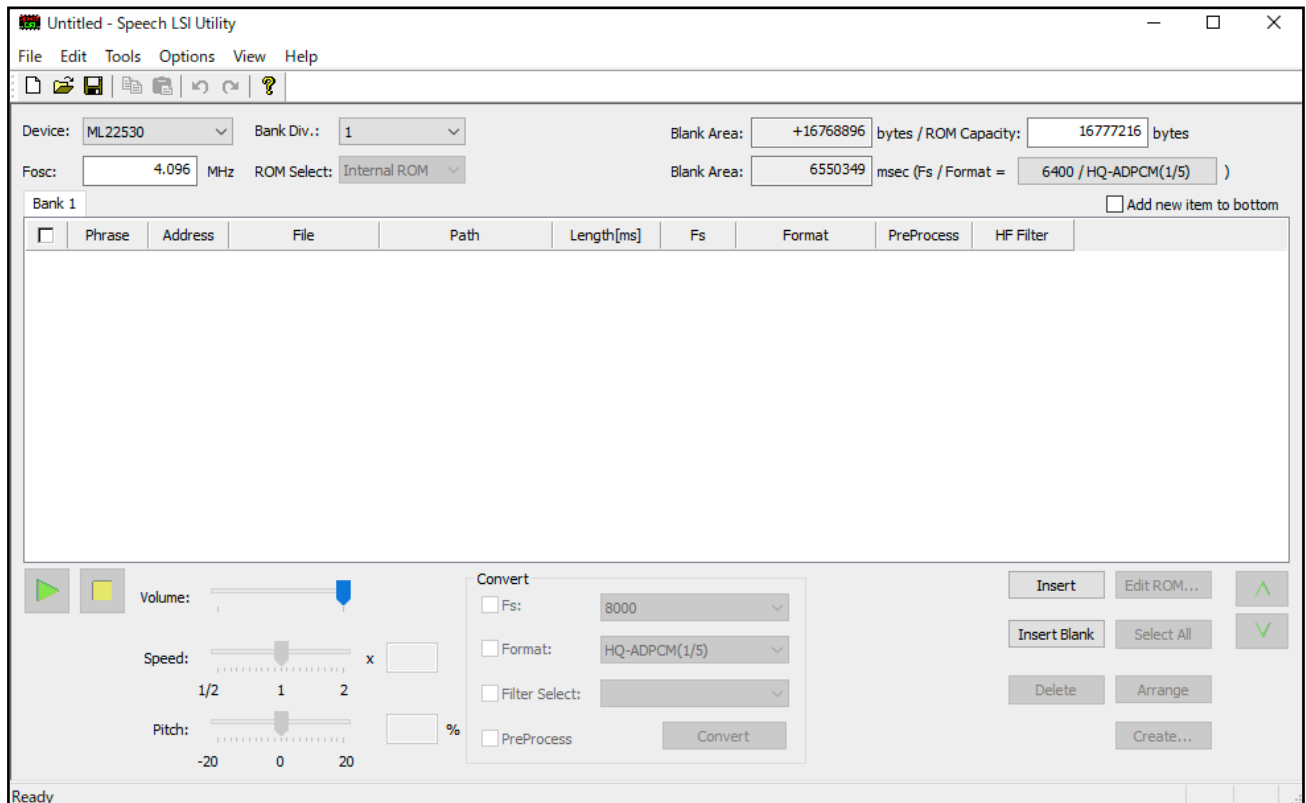 Untitled - Speech LSI Utility
File Edit Tools Options View Help
Device: ML22530 Bank Div.: 1 Blank Area: +16768896 bytes / ROM Capacity: 16777216 bytes
Fosc: 4.096 MHz ROM Select: Internal ROM Blank Area: 6550349 msec (Fs / Format = 6400 / HQ-ADPCM(1/5) )
Bank 1 Add new item to bottom
Phrase Address File Path Length[ms] Fs Format PreProcess HF Filter
Convert
Volume: Fs: 8000 Insert Edit ROM...
Insert Blank Select All
Speed: x Format: HQ-ADPCM(1/5)
1/2 1 2 Filter Select: Delete Arrange
Pitch: % PreProcess Convert Create...
-20 0 20
Ready